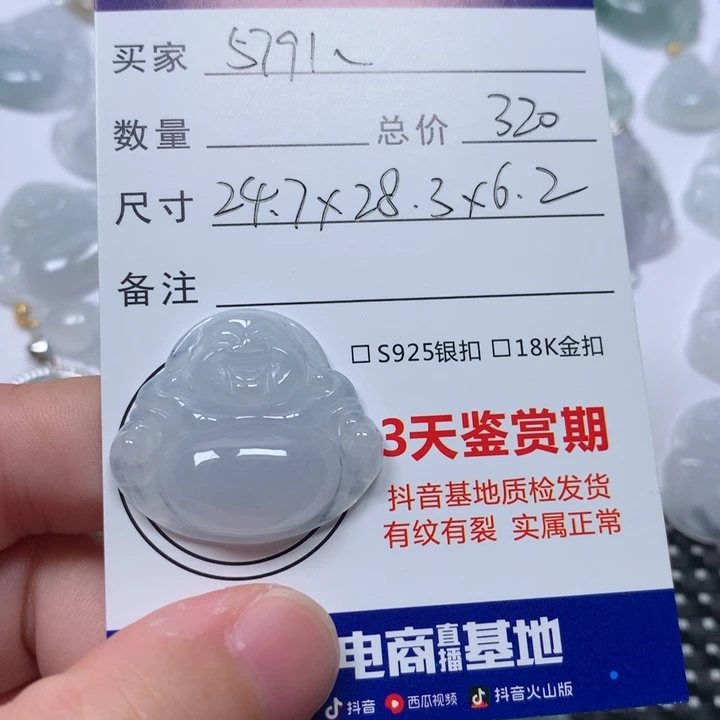 买家 5791~
数量 总价 320
尺寸 24.7x28.3x6.2
备注
□S925银扣 □18K金扣
3天鉴赏期
抖音基地质检发货
有纹有裂 实属正常
电商直播基地
抖音 西瓜视频 抖音火山版